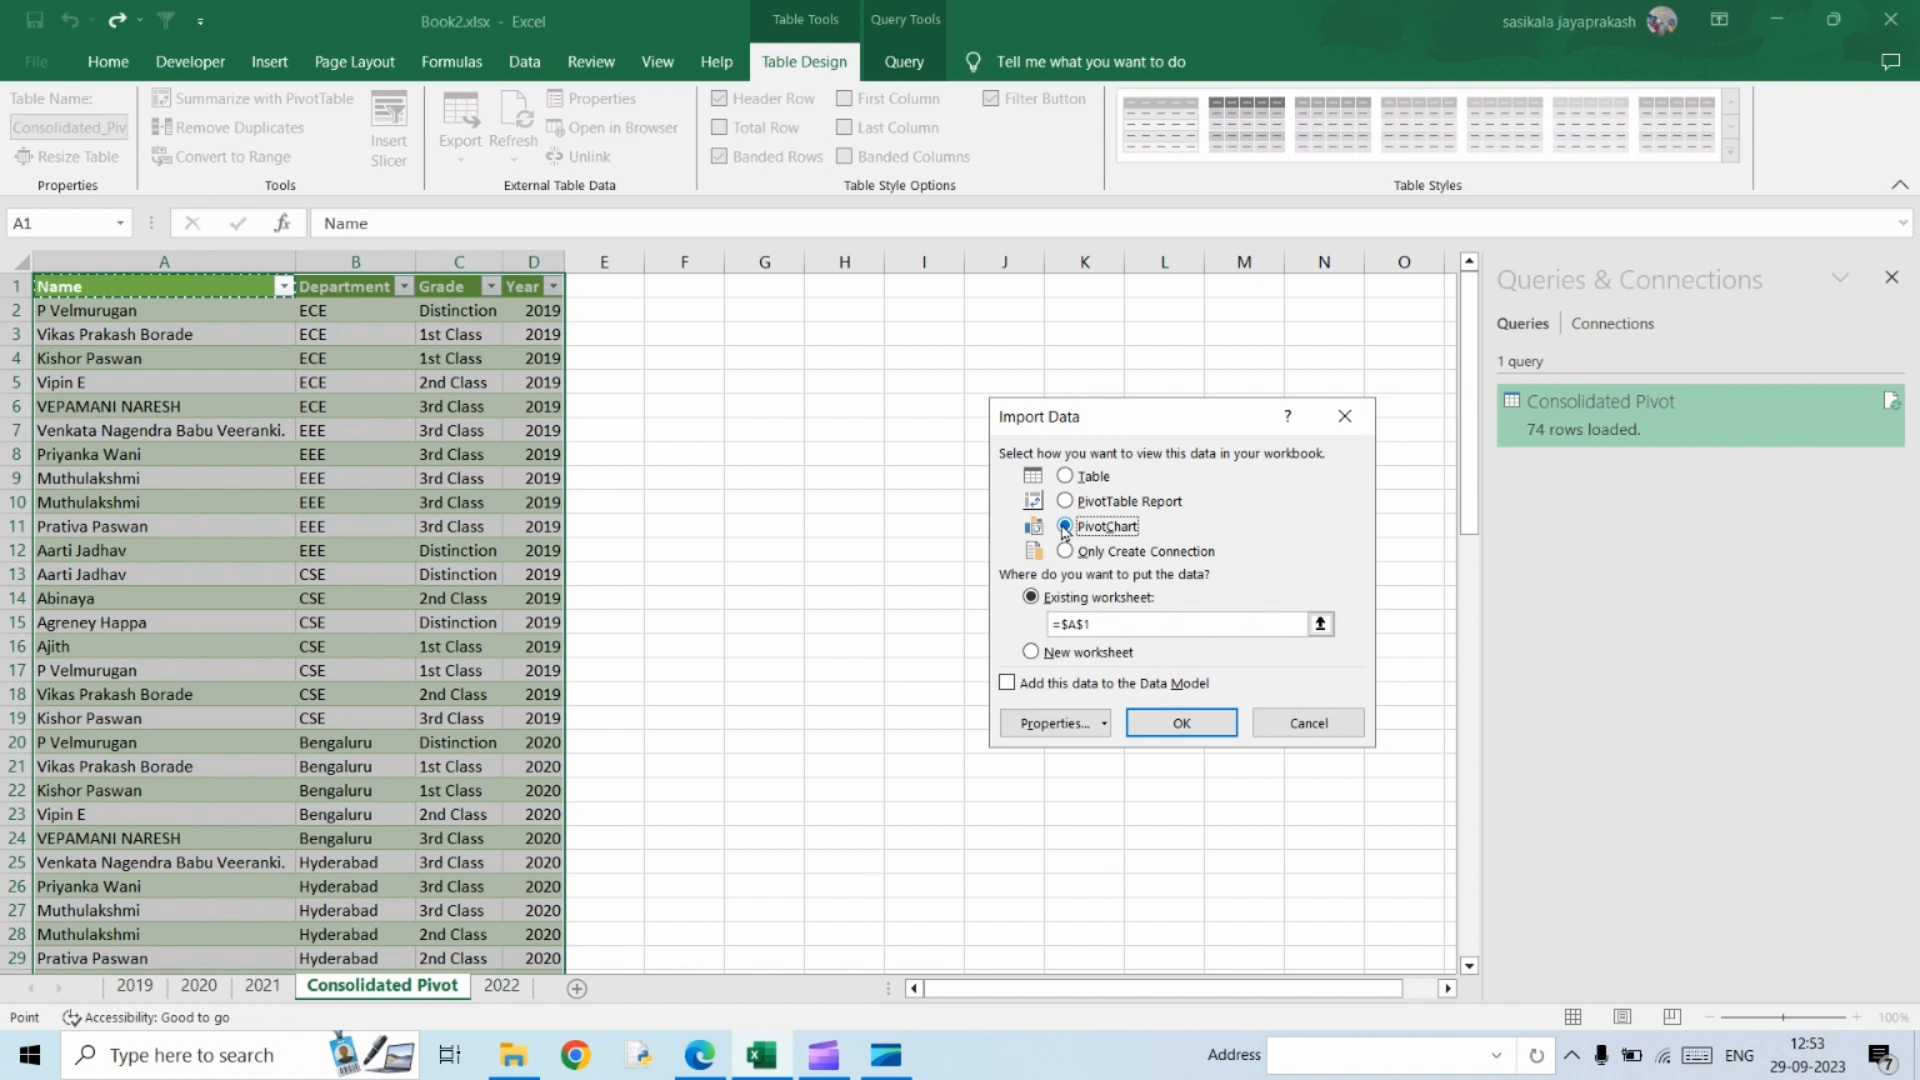 Book2.xlsx - Excel
Table Tools
Query Tools
sasikala jayaprakash
File
Home
Developer
Insert
Page Layout
Formulas
Data
Review
View
Help
Table Design
Query
Tell me what you want to do
Table Name:
Consolidated_Piv
Resize Table
Properties
Summarize with PivotTable
Remove Duplicates
Convert to Range
Insert
Slicer
Tools
Export
Refresh
Properties
Open in Browser
Unlink
External Table Data
Header Row
First Column
Filter Button
Total Row
Last Column
Banded Rows
Banded Columns
Table Style Options
Table Styles
A1
fx
Name
A B C D E F G H I J K L M N O
1 Name Department Grade Year
2 P Velmurugan ECE Distinction 2019
3 Vikas Prakash Borade ECE 1st Class 2019
4 Kishor Paswan ECE 1st Class 2019
5 Vipin E ECE 2nd Class 2019
6 VEPAMANI NARESH ECE 3rd Class 2019
7 Venkata Nagendra Babu Veeranki. EEE 3rd Class 2019
8 Priyanka Wani EEE 3rd Class 2019
9 Muthulakshmi EEE 3rd Class 2019
10 Muthulakshmi EEE 3rd Class 2019
11 Prativa Paswan EEE 3rd Class 2019
12 Aarti Jadhav EEE Distinction 2019
13 Aarti Jadhav CSE Distinction 2019
14 Abinaya CSE 2nd Class 2019
15 Agreney Happa CSE Distinction 2019
16 Ajith CSE 1st Class 2019
17 P Velmurugan CSE 1st Class 2019
18 Vikas Prakash Borade CSE 2nd Class 2019
19 Kishor Paswan CSE 3rd Class 2019
20 P Velmurugan Bengaluru Distinction 2020
21 Vikas Prakash Borade Bengaluru 1st Class 2020
22 Kishor Paswan Bengaluru 1st Class 2020
23 Vipin E Bengaluru 2nd Class 2020
24 VEPAMANI NARESH Bengaluru 3rd Class 2020
25 Venkata Nagendra Babu Veeranki. Hyderabad 3rd Class 2020
26 Priyanka Wani Hyderabad 3rd Class 2020
27 Muthulakshmi Hyderabad 3rd Class 2020
28 Muthulakshmi Hyderabad 2nd Class 2020
29 Prativa Paswan Hyderabad 2nd Class 2020
Import Data
?
Select how you want to view this data in your workbook.
Table
PivotTable Report
PivotChart
Only Create Connection
Where do you want to put the data?
Existing worksheet:
=$A$1
New worksheet
Add this data to the Data Model
Properties...
OK
Cancel
Queries & Connections
Queries
Connections
1 query
Consolidated Pivot
74 rows loaded.
2019
2020
2021
Consolidated Pivot
2022
Point
Accessibility: Good to go
100%
Type here to search
Address
ENG
12:53
29-09-2023
7